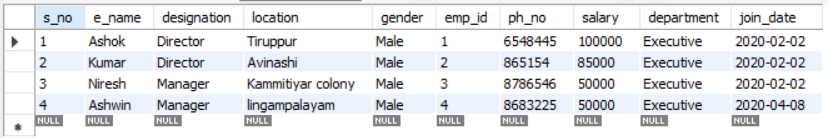 s_no e_name designation location gender emp_id ph_no salary department join_date
1 Ashok Director Tiruppur Male 1 6548445 100000 Executive 2020-02-02
2 Kumar Director Avinashi Male 2 865154 85000 Executive 2020-02-02
3 Niresh Manager Kammitiyar colony Male 3 8786546 50000 Executive 2020-02-02
4 Ashwin Manager lingampalayam Male 4 8683225 50000 Executive 2020-04-08
NULL NULL NULL NULL NULL NULL NULL NULL NULL NULL